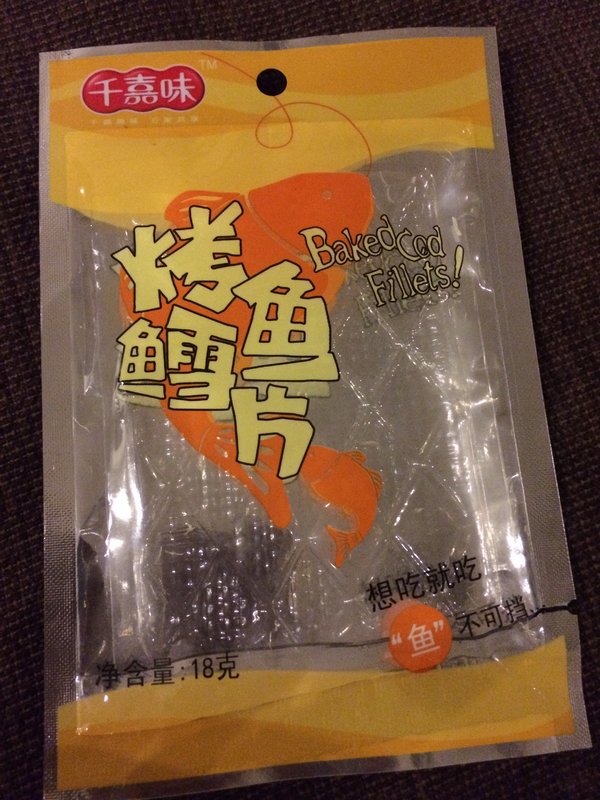 千嘉味 TM
烤鳕鱼片
Baked Cod
Fillets!
想吃就吃
“鱼”不可挡
净含量:18克